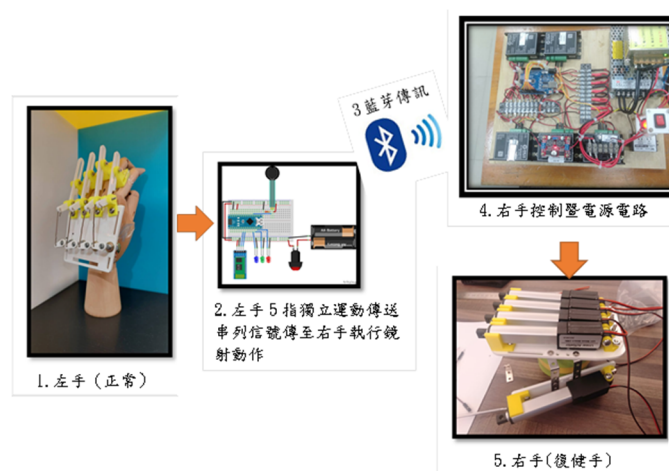 1.左手（正常）
2.左手5指獨立運動傳送
串列信號傳至右手執行鏡
射動作
3藍芽傳訊
4.右手控制暨電源電路
5.右手(復健手)